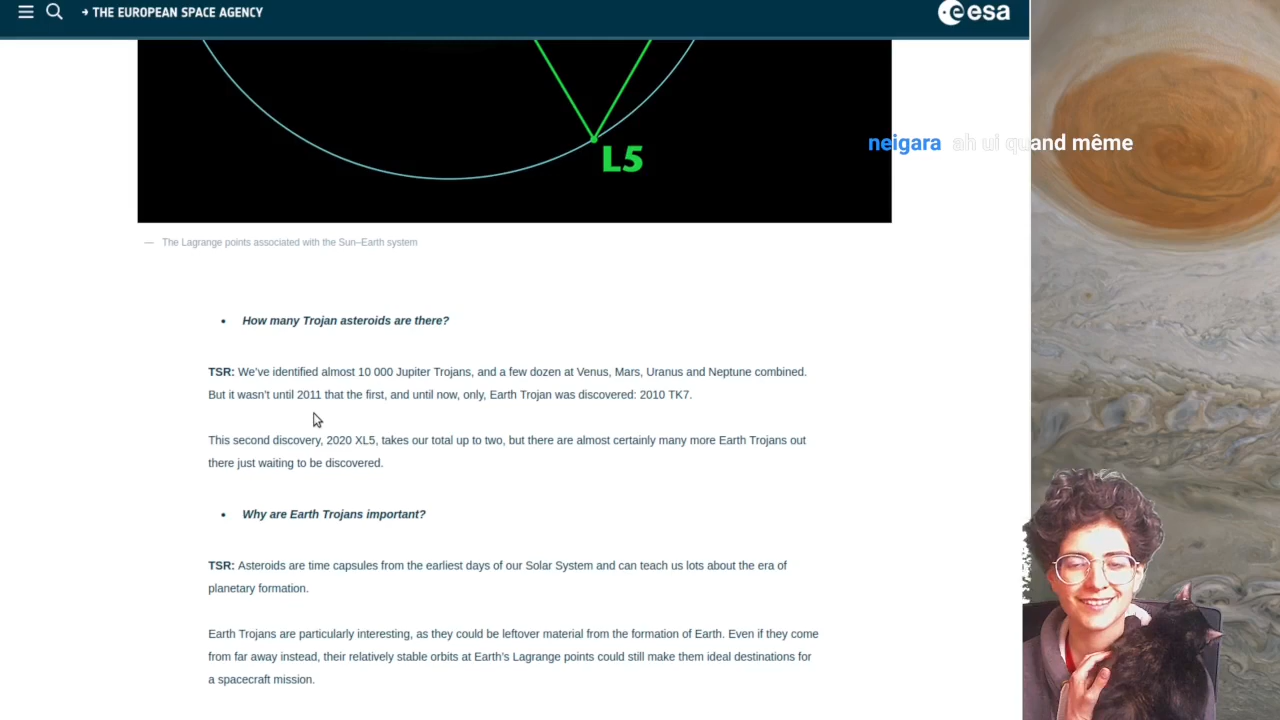 → THE EUROPEAN SPACE AGENCY
esa
L5
neigara ah ui quand même
— The Lagrange points associated with the Sun–Earth system
• How many Trojan asteroids are there?
TSR: We've identified almost 10 000 Jupiter Trojans, and a few dozen at Venus, Mars, Uranus and Neptune combined.
But it wasn't until 2011 that the first, and until now, only, Earth Trojan was discovered: 2010 TK7.
This second discovery, 2020 XL5, takes our total up to two, but there are almost certainly many more Earth Trojans out
there just waiting to be discovered.
• Why are Earth Trojans important?
TSR: Asteroids are time capsules from the earliest days of our Solar System and can teach us lots about the era of
planetary formation.
Earth Trojans are particularly interesting, as they could be leftover material from the formation of Earth. Even if they come
from far away instead, their relatively stable orbits at Earth's Lagrange points could still make them ideal destinations for
a spacecraft mission.